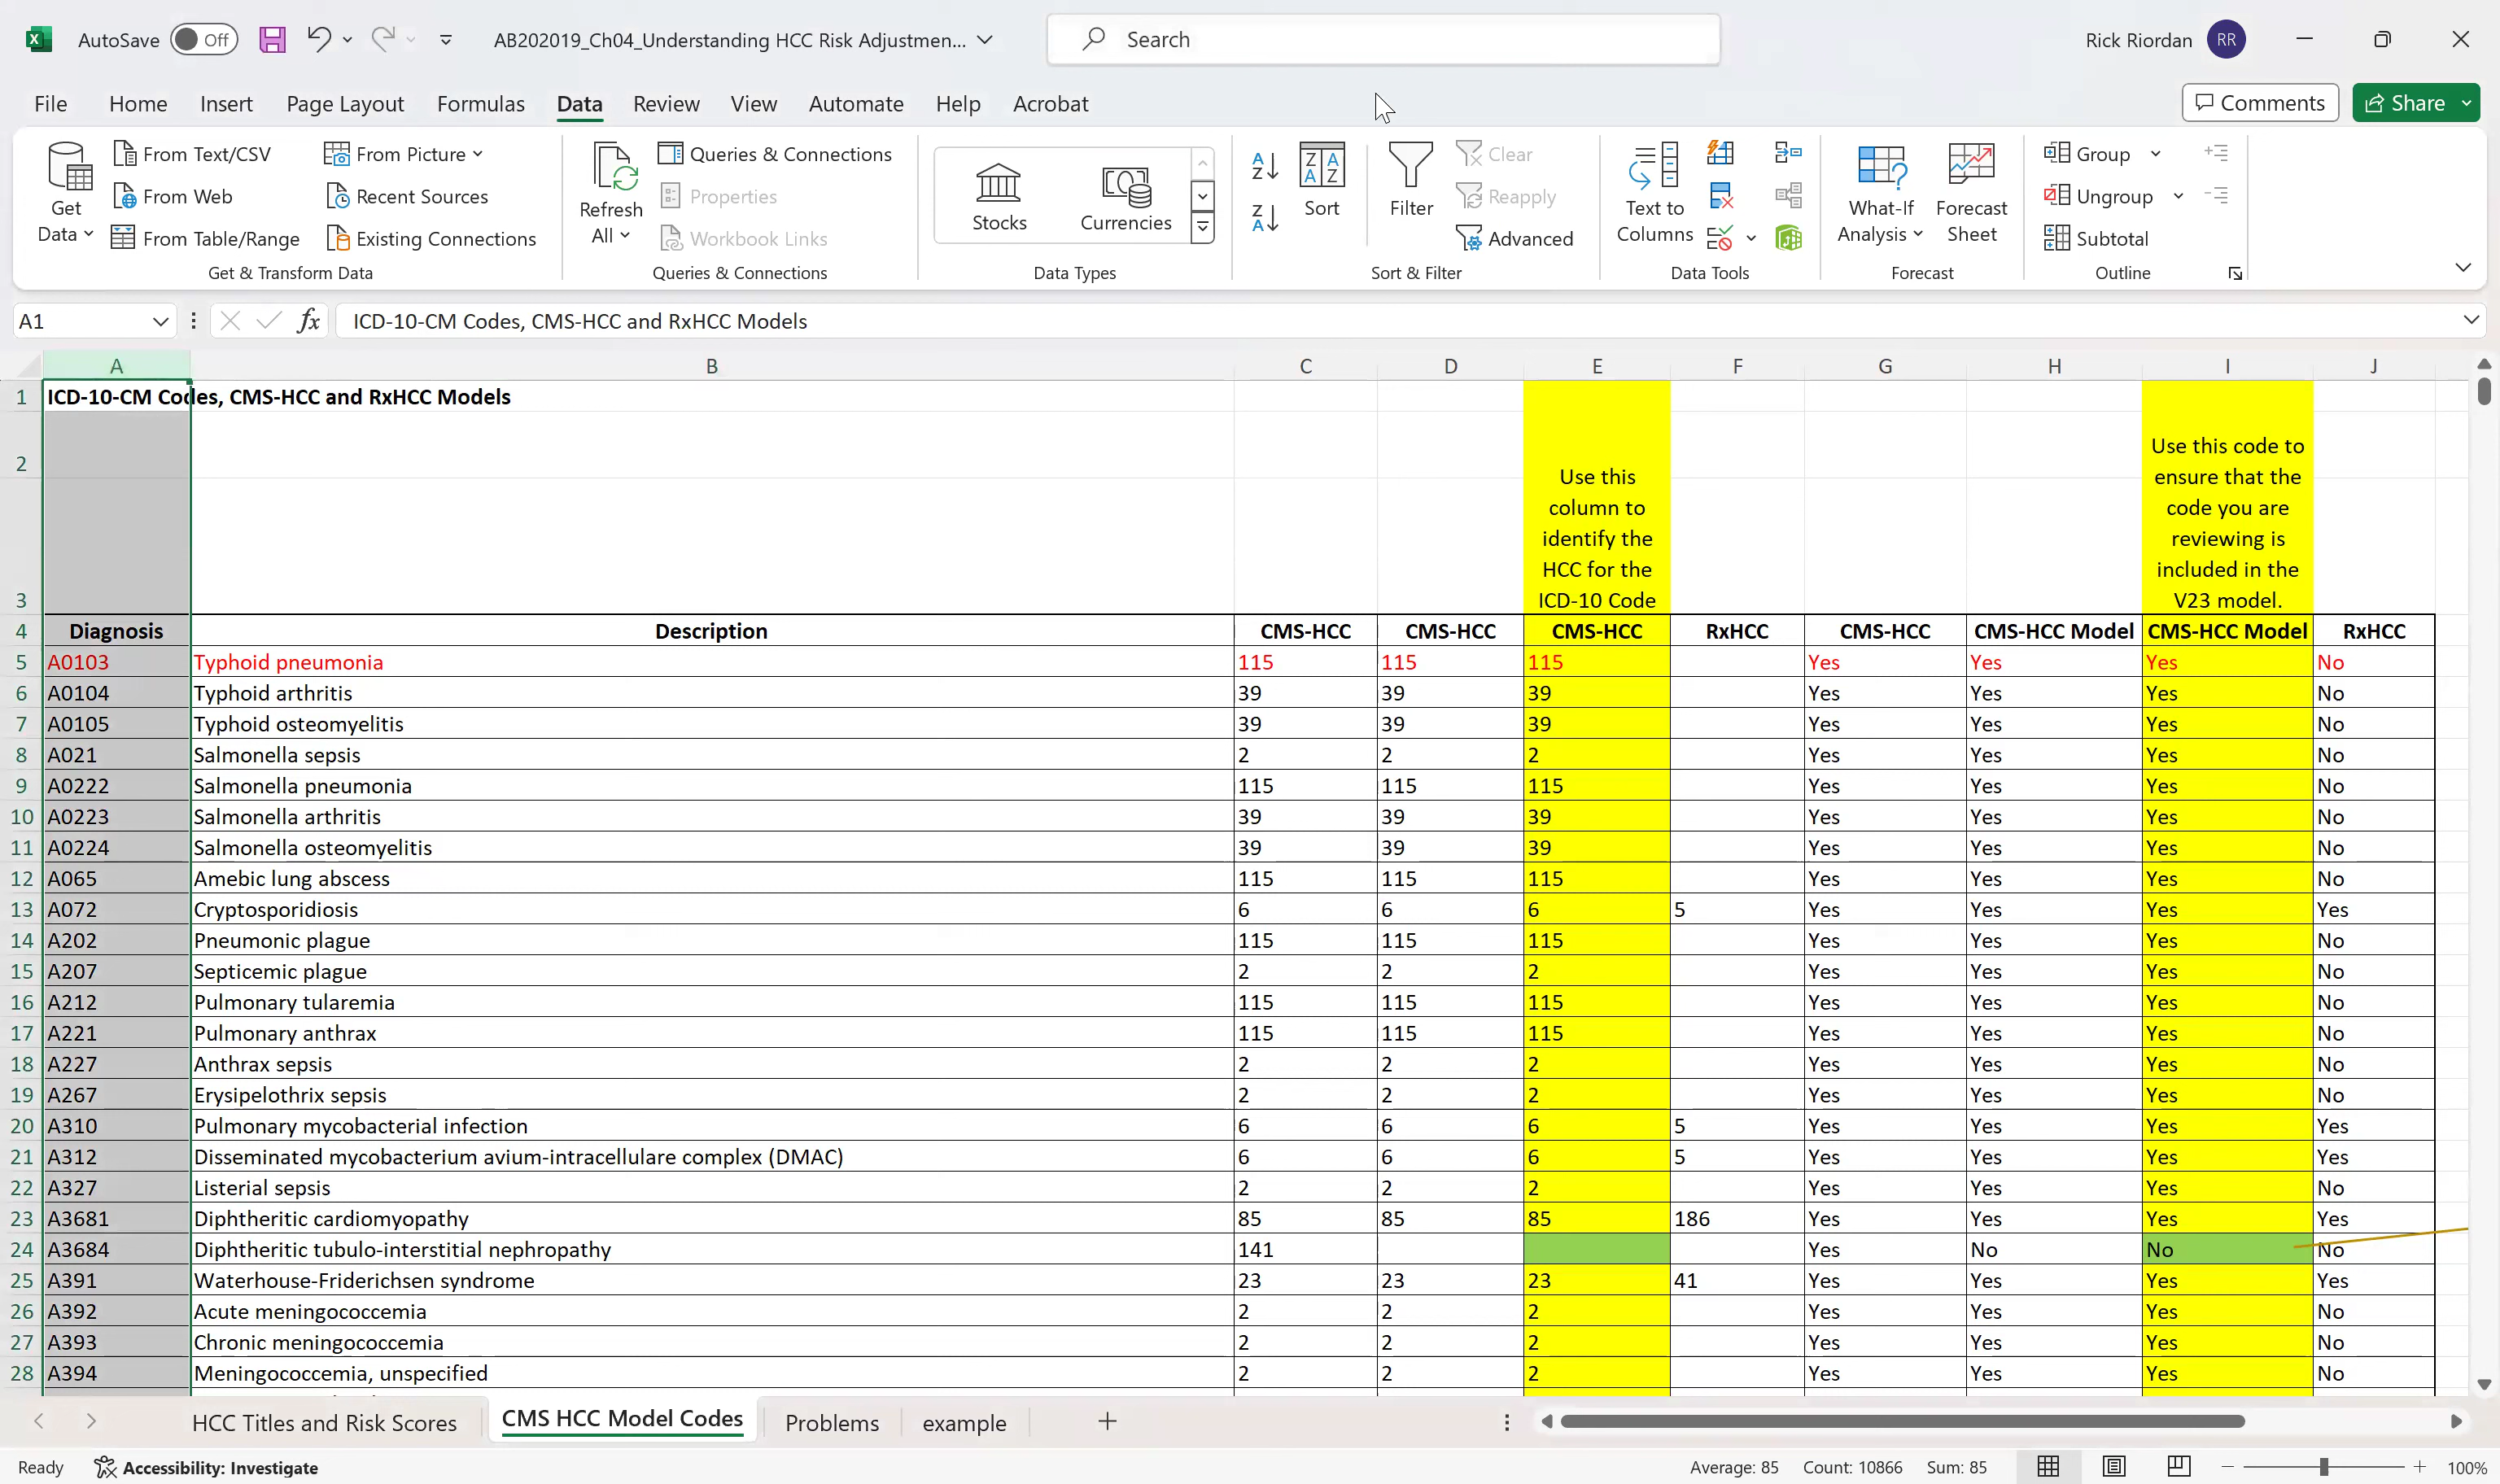 AutoSave Off AB202019_Ch04_Understanding HCC Risk Adjustmen... Search Rick Riordan RR
File Home Insert Page Layout Formulas Data Review View Automate Help Acrobat Comments Share
Get Data
From Text/CSV
From Web
From Table/Range
From Picture
Recent Sources
Existing Connections
Get & Transform Data
Refresh All
Queries & Connections
Properties
Workbook Links
Queries & Connections
Stocks
Currencies
Data Types
Sort
Filter
Clear
Reapply
Advanced
Sort & Filter
Text to Columns
Data Tools
What-If Analysis
Forecast Sheet
Forecast
Group
Ungroup
Subtotal
Outline
A1 fx ICD-10-CM Codes, CMS-HCC and RxHCC Models
A B C D E F G H I J
1 ICD-10-CM Codes, CMS-HCC and RxHCC Models
2
3
Use this
column to
identify the
HCC for the
ICD-10 Code
Use this code to
ensure that the
code you are
reviewing is
included in the
V23 model.
4 Diagnosis Description CMS-HCC CMS-HCC CMS-HCC RxHCC CMS-HCC CMS-HCC Model CMS-HCC Model RxHCC
5 A0103 Typhoid pneumonia 115 115 115 Yes Yes Yes No
6 A0104 Typhoid arthritis 39 39 39 Yes Yes Yes No
7 A0105 Typhoid osteomyelitis 39 39 39 Yes Yes Yes No
8 A021 Salmonella sepsis 2 2 2 Yes Yes Yes No
9 A0222 Salmonella pneumonia 115 115 115 Yes Yes Yes No
10 A0223 Salmonella arthritis 39 39 39 Yes Yes Yes No
11 A0224 Salmonella osteomyelitis 39 39 39 Yes Yes Yes No
12 A065 Amebic lung abscess 115 115 115 Yes Yes Yes No
13 A072 Cryptosporidiosis 6 6 6 5 Yes Yes Yes Yes
14 A202 Pneumonic plague 115 115 115 Yes Yes Yes No
15 A207 Septicemic plague 2 2 2 Yes Yes Yes No
16 A212 Pulmonary tularemia 115 115 115 Yes Yes Yes No
17 A221 Pulmonary anthrax 115 115 115 Yes Yes Yes No
18 A227 Anthrax sepsis 2 2 2 Yes Yes Yes No
19 A267 Erysipelothrix sepsis 2 2 2 Yes Yes Yes No
20 A310 Pulmonary mycobacterial infection 6 6 6 5 Yes Yes Yes Yes
21 A312 Disseminated mycobacterium avium-intracellulare complex (DMAC) 6 6 6 5 Yes Yes Yes Yes
22 A327 Listerial sepsis 2 2 2 Yes Yes Yes No
23 A3681 Diphtheritic cardiomyopathy 85 85 85 186 Yes Yes Yes Yes
24 A3684 Diphtheritic tubulo-interstitial nephropathy 141 Yes No No No
25 A391 Waterhouse-Friderichsen syndrome 23 23 23 41 Yes Yes Yes Yes
26 A392 Acute meningococcemia 2 2 2 Yes Yes Yes No
27 A393 Chronic meningococcemia 2 2 2 Yes Yes Yes No
28 A394 Meningococcemia, unspecified 2 2 2 Yes Yes Yes No
HCC Titles and Risk Scores CMS HCC Model Codes Problems example
Ready Accessibility: Investigate Average: 85 Count: 10866 Sum: 85 100%